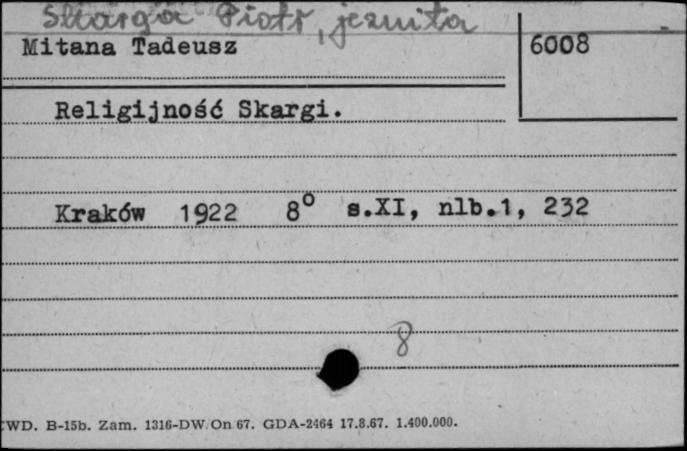 Skarga Piotr, jezuita
Mitana Tadeusz
6008
Religijność Skargi.
Kraków 1922 8° s.XI, nlb.1, 232
8
WD. B-15b. Zam. 1316-DW/On 67. GDA-2464 17.8.67. 1.400.000.